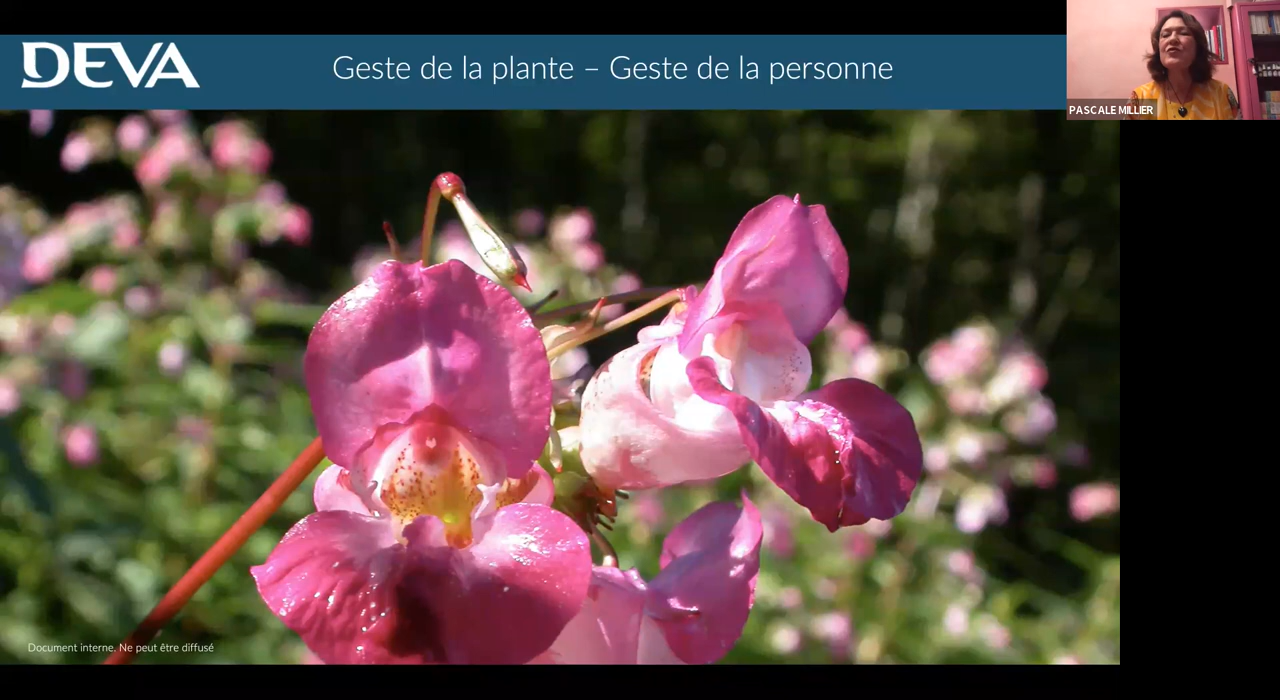 DEVA
Geste de la plante – Geste de la personne
PASCALE MILLIER
Document interne. Ne peut être diffusé